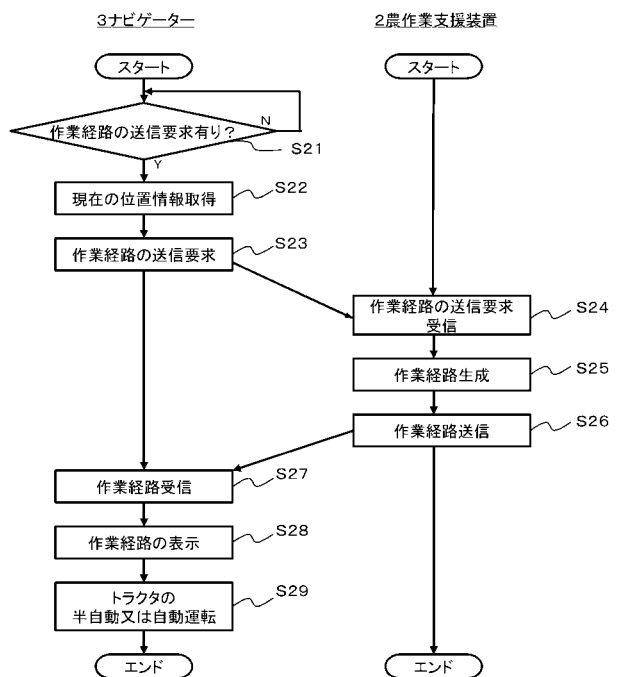 3ナビゲーター
2農作業支援装置
スタート
スタート
作業経路の送信要求有り？
N
S21
Y
現在の位置情報取得
S22
作業経路の送信要求
S23
作業経路の送信要求
受信
S24
作業経路生成
S25
作業経路送信
S26
作業経路受信
S27
作業経路の表示
S28
トラクタの
半自動又は自動運転
S29
エンド
エンド